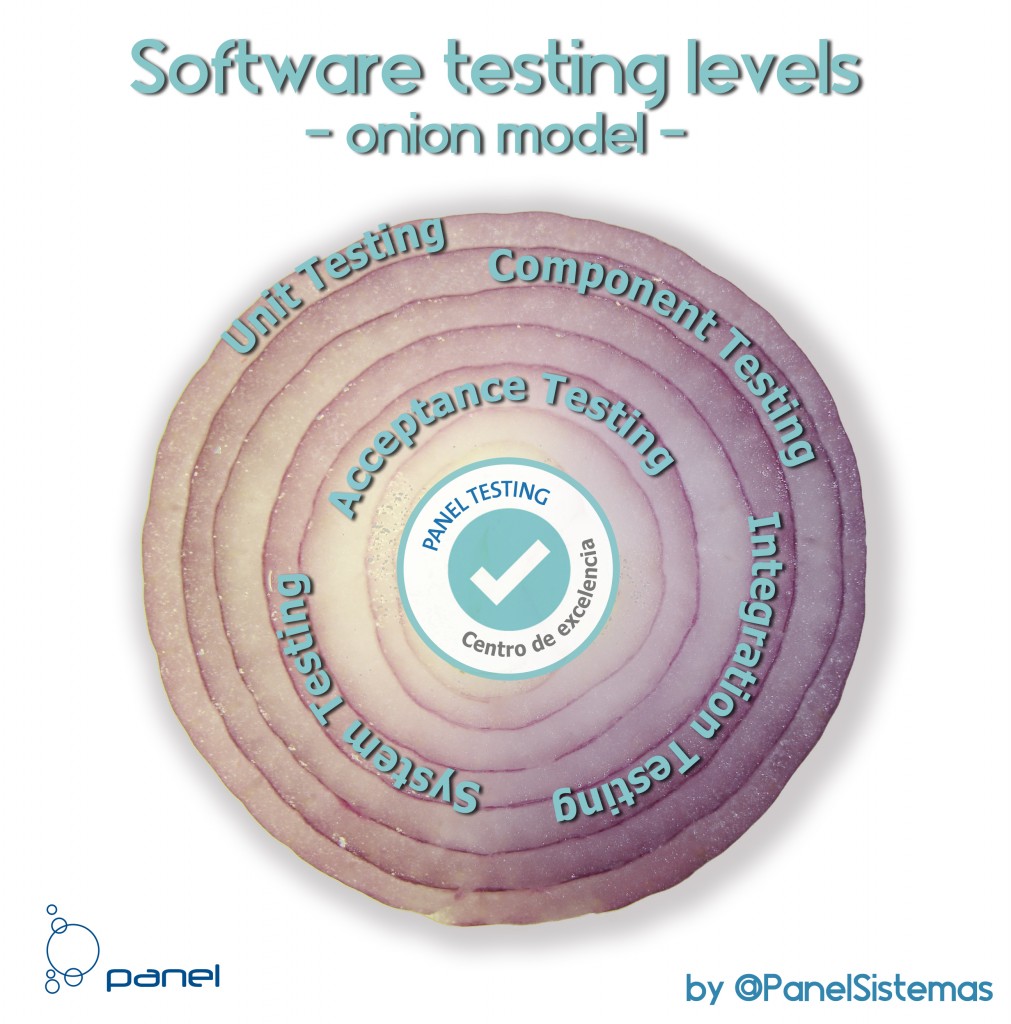 Software testing levels
- onion model -
Unit Testing
Component Testing
Acceptance Testing
PANEL TESTING
Centro de excelencia
Integration Testing
System Testing
panel
by @PanelSistemas